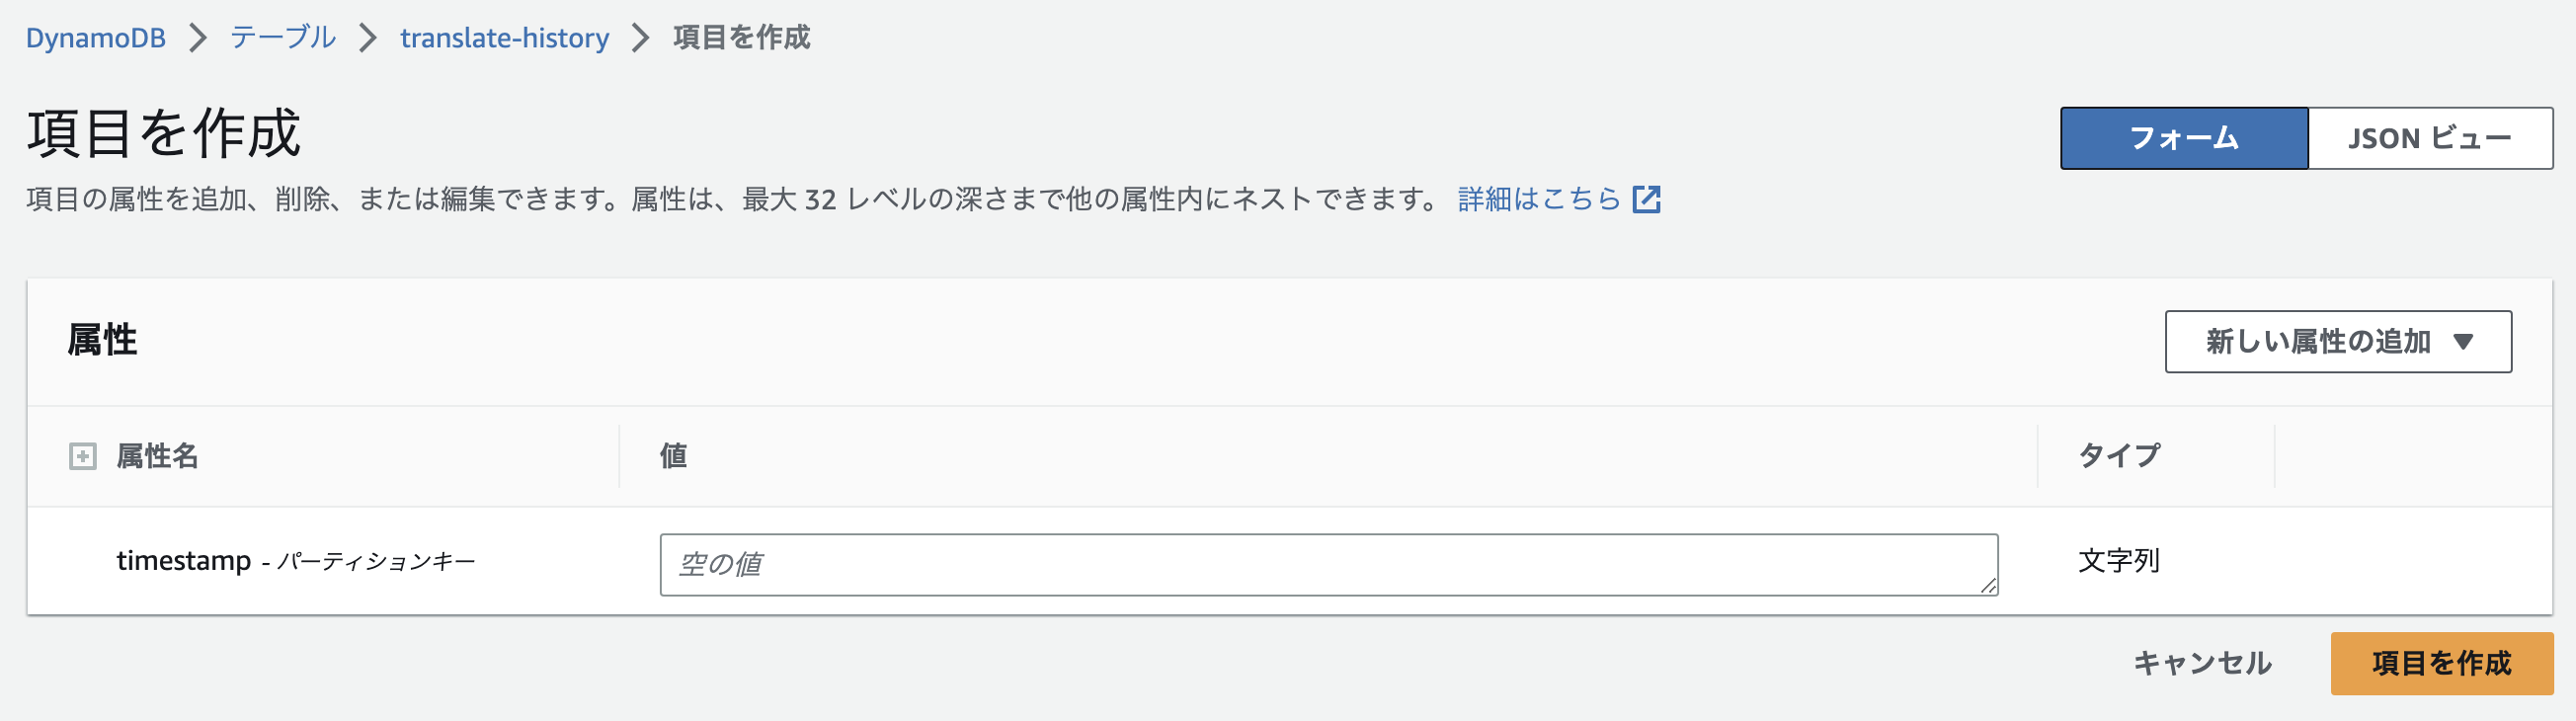 DynamoDB > テーブル > translate-history > 項目を作成
項目を作成
フォーム JSON ビュー
項目の属性を追加、削除、または編集できます。属性は、最大 32 レベルの深さまで他の属性内にネストできます。 詳細はこちら
属性
新しい属性の追加
属性名 値 タイプ
timestamp - パーティションキー 空の値 文字列
キャンセル 項目を作成